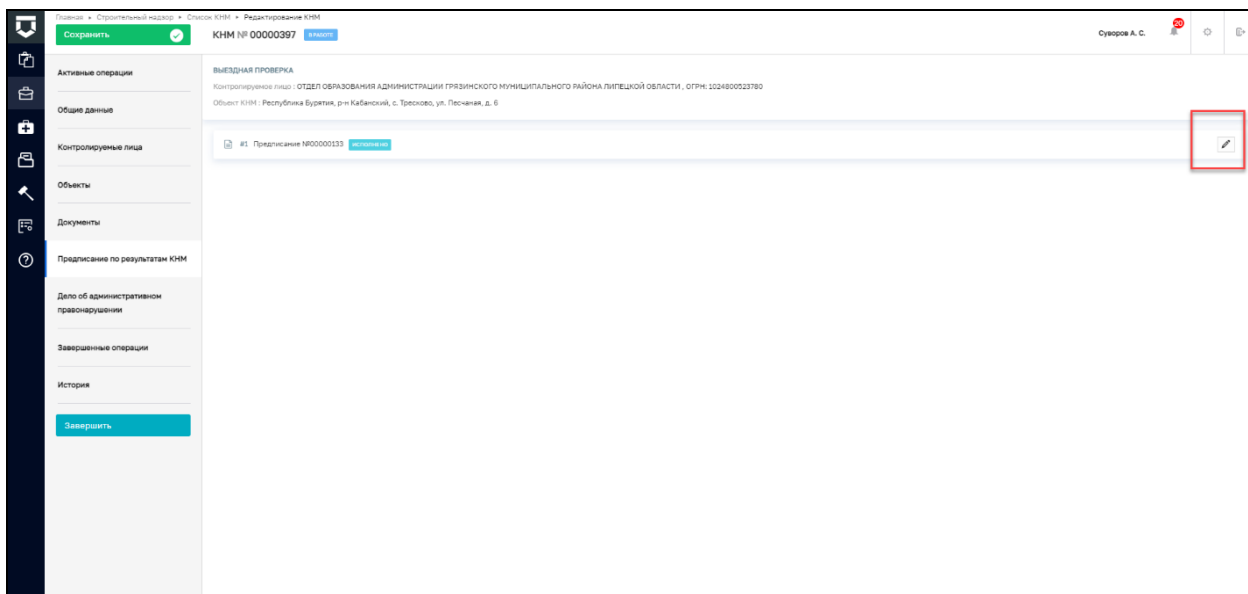 Главная • Строительный надзор • Список КНМ • Редактирование КНМ
Сохранить
КНМ № 00000397 В РАБОТЕ
Суворов А. С.
20
Активные операции
Общие данные
Контролируемые лица
Объекты
Документы
Предписание по результатам КНМ
Дело об административном
правонарушении
Завершенные операции
История
Завершить
ВЫЕЗДНАЯ ПРОВЕРКА
Контролируемое лицо : ОТДЕЛ ОБРАЗОВАНИЯ АДМИНИСТРАЦИИ ГРЯЗИНСКОГО МУНИЦИПАЛЬНОГО РАЙОНА ЛИПЕЦКОЙ ОБЛАСТИ , ОГРН: 1024800523780
Объект КНМ : Республика Бурятия, р-н Кабанский, с. Тресково, ул. Песчаная, д. 6
#1 Предписание №00000133 ИСПОЛНЕНО